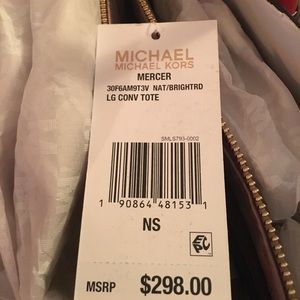 MICHAEL
MICHAEL KORS
MERCER
30F6AM9T3V NAT/BRIGHTRD
LG CONV TOTE
SMLS793-0002
1 90864 48153 1
NS
MSRP $298.00